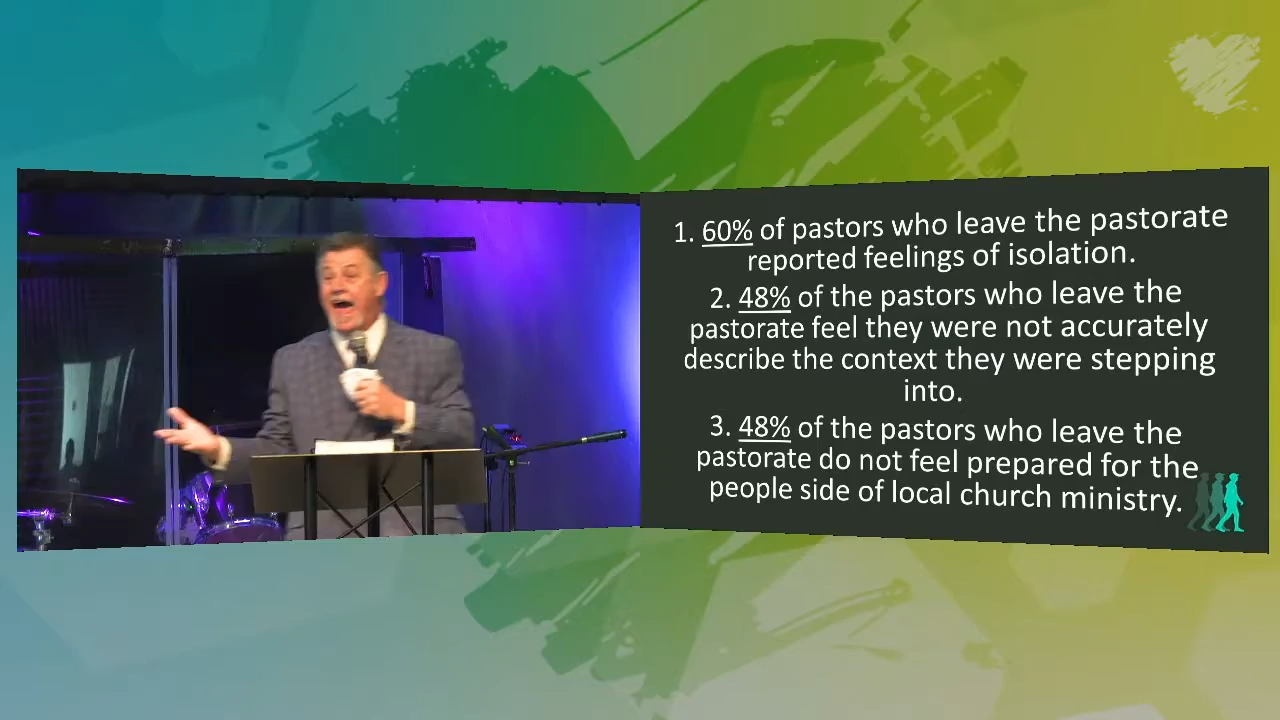 1. 60% of pastors who leave the pastorate
reported feelings of isolation.
2. 48% of the pastors who leave the
pastorate feel they were not accurately
describe the context they were stepping
into.
3. 48% of the pastors who leave the
pastorate do not feel prepared for the
people side of local church ministry.